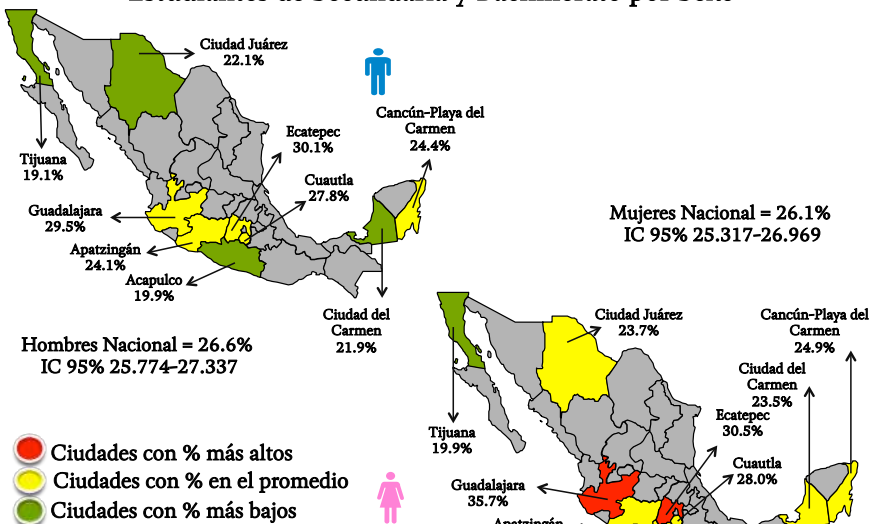 Ciudad Juárez
22.1%
Cancún-Playa del
Carmen
24.4%
Ecatepec
30.1%
Tijuana
19.1%
Cuautla
27.8%
Guadalajara
29.5%
Apatzingán
24.1%
Acapulco
19.9%
Ciudad del
Carmen
21.9%
Mujeres Nacional = 26.1%
IC 95% 25.317-26.969
Hombres Nacional = 26.6%
IC 95% 25.774-27.337
Ciudad Juárez
23.7%
Cancún-Playa del
Carmen
24.9%
Ciudad del
Carmen
23.5%
Ecatepec
30.5%
Tijuana
19.9%
Cuautla
28.0%
Guadalajara
35.7%
Ciudades con % más altos
Ciudades con % en el promedio
Ciudades con % más bajos